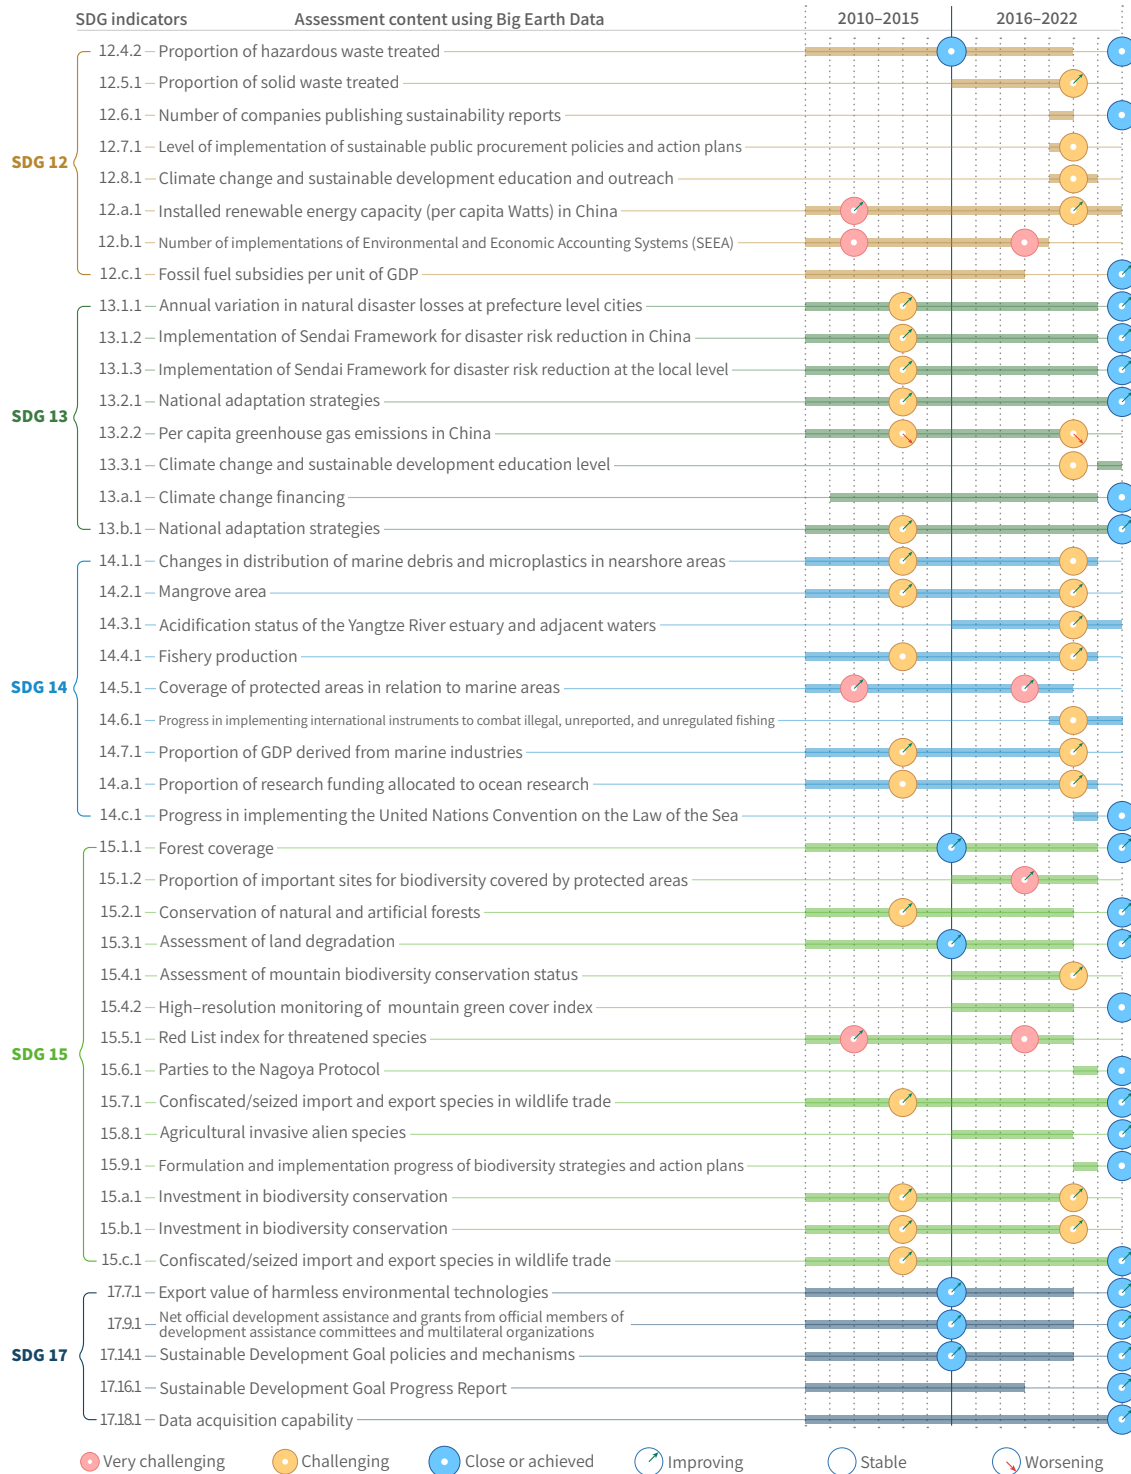 SDG indicators Assessment content using Big Earth Data 2010–2015 2016–2022
12.4.2 Proportion of hazardous waste treated
12.5.1 Proportion of solid waste treated
12.6.1 Number of companies publishing sustainability reports
SDG 12
12.7.1 Level of implementation of sustainable public procurement policies and action plans
12.8.1 Climate change and sustainable development education and outreach
12.a.1 Installed renewable energy capacity (per capita Watts) in China
12.b.1 Number of implementations of Environmental and Economic Accounting Systems (SEEA)
12.c.1 Fossil fuel subsidies per unit of GDP
13.1.1 Annual variation in natural disaster losses at prefecture level cities
13.1.2 Implementation of Sendai Framework for disaster risk reduction in China
13.1.3 Implementation of Sendai Framework for disaster risk reduction at the local level
13.2.1 National adaptation strategies
SDG 13
13.2.2 Per capita greenhouse gas emissions in China
13.3.1 Climate change and sustainable development education level
13.a.1 Climate change financing
13.b.1 National adaptation strategies
14.1.1 Changes in distribution of marine debris and microplastics in nearshore areas
14.2.1 Mangrove area
14.3.1 Acidification status of the Yangtze River estuary and adjacent waters
14.4.1 Fishery production
SDG 14
14.5.1 Coverage of protected areas in relation to marine areas
14.6.1 Progress in implementing international instruments to combat illegal, unreported, and unregulated fishing
14.7.1 Proportion of GDP derived from marine industries
14.a.1 Proportion of research funding allocated to ocean research
14.c.1 Progress in implementing the United Nations Convention on the Law of the Sea
15.1.1 Forest coverage
15.1.2 Proportion of important sites for biodiversity covered by protected areas
15.2.1 Conservation of natural and artificial forests
15.3.1 Assessment of land degradation
15.4.1 Assessment of mountain biodiversity conservation status
15.4.2 High–resolution monitoring of mountain green cover index
15.5.1 Red List index for threatened species
SDG 15
15.6.1 Parties to the Nagoya Protocol
15.7.1 Confiscated/seized import and export species in wildlife trade
15.8.1 Agricultural invasive alien species
15.9.1 Formulation and implementation progress of biodiversity strategies and action plans
15.a.1 Investment in biodiversity conservation
15.b.1 Investment in biodiversity conservation
15.c.1 Confiscated/seized import and export species in wildlife trade
17.7.1 Export value of harmless environmental technologies
17.9.1 Net official development assistance and grants from official members of
development assistance committees and multilateral organizations
SDG 17
17.14.1 Sustainable Development Goal policies and mechanisms
17.16.1 Sustainable Development Goal Progress Report
17.18.1 Data acquisition capability
Very challenging Challenging Close or achieved Improving Stable Worsening